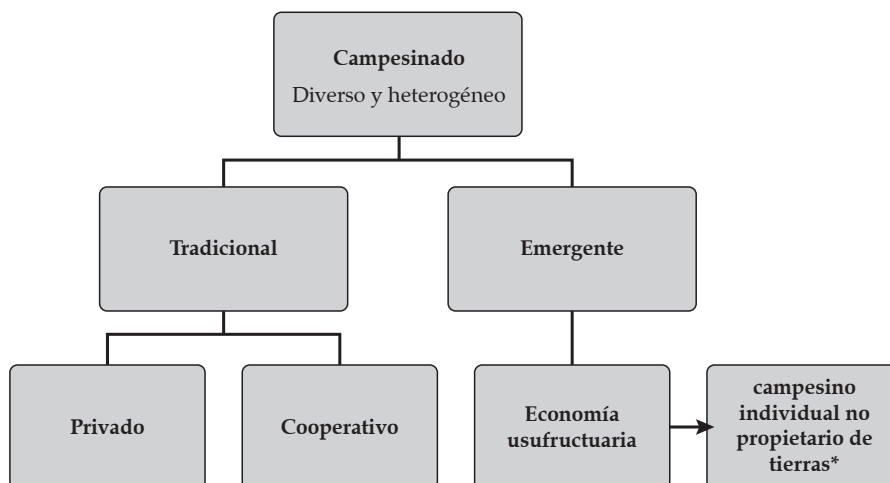 Campesinado
Diverso y heterogéneo
Tradicional
Emergente
Privado
Cooperativo
Economía
usufructuaria
campesino
individual no
propietario de
tierras*